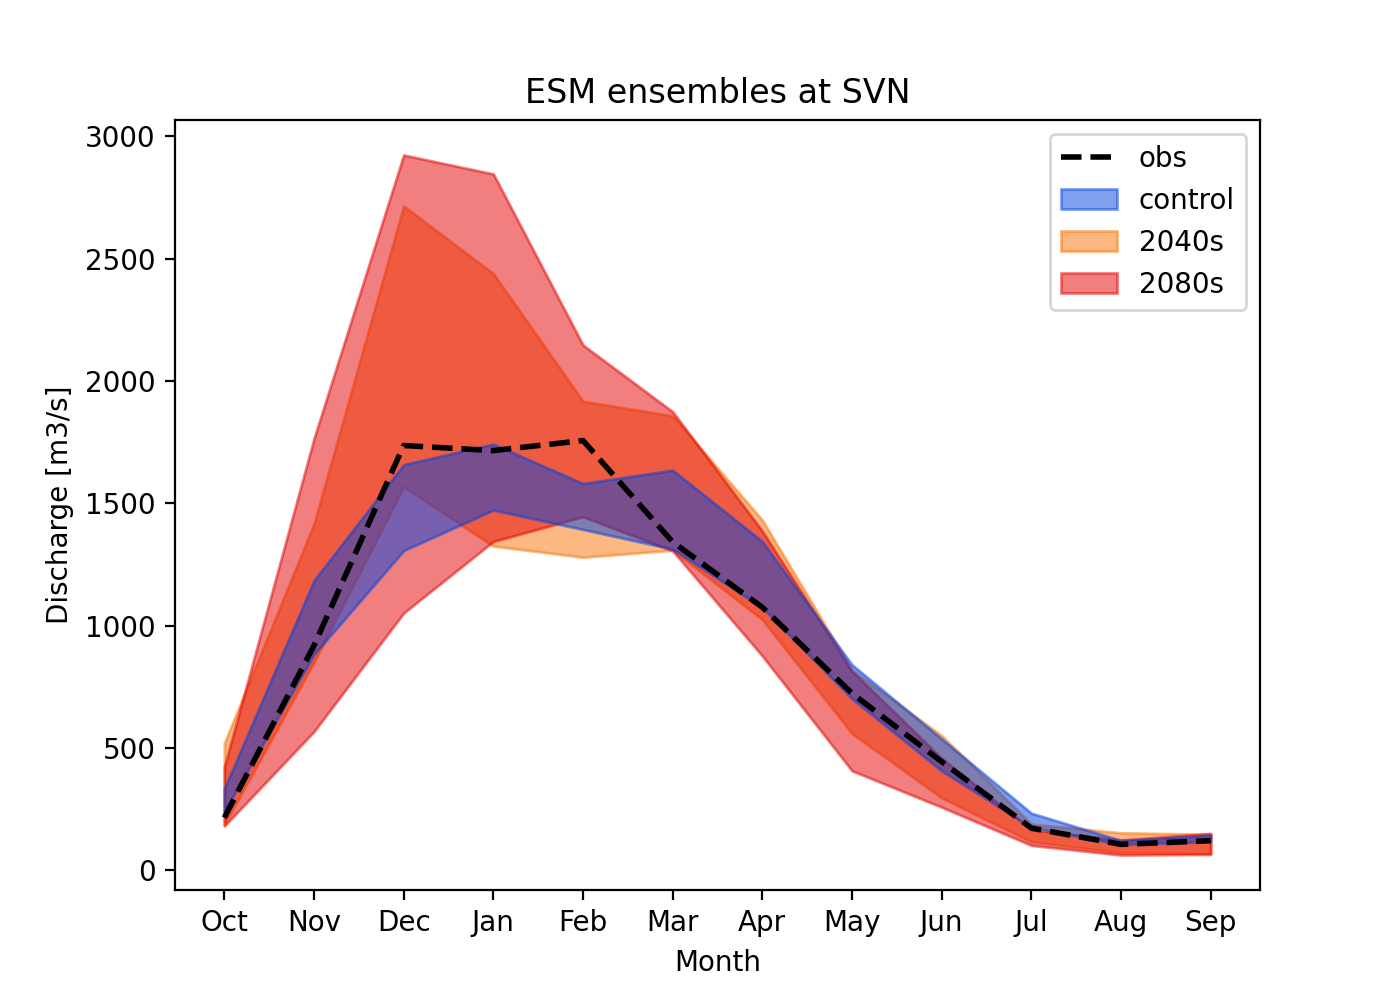 ESM ensembles at SVN
3000
2500
2000
1500
1000
500
0
Discharge [m3/s]
obs
control
2040s
2080s
Oct Nov Dec Jan Feb Mar Apr May Jun Jul Aug Sep
Month